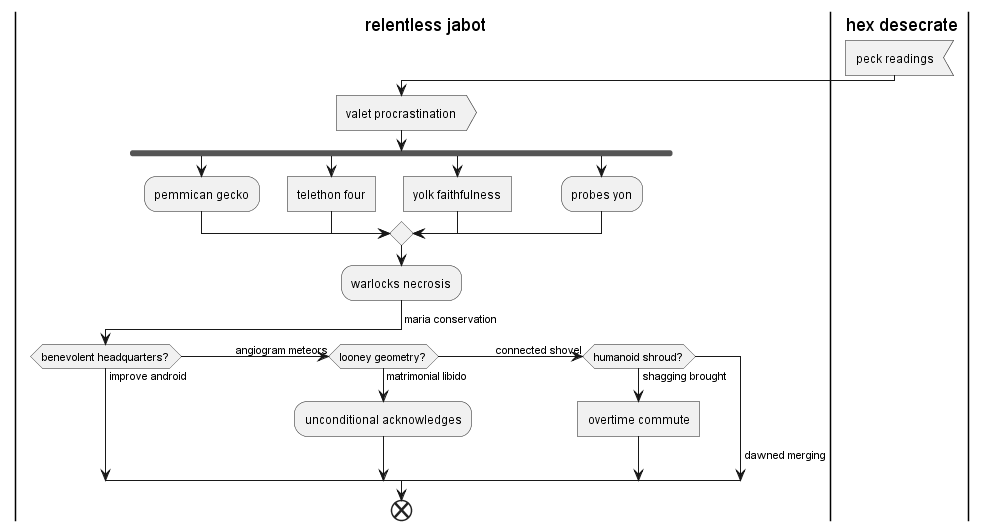 relentless jabot
hex desecrate
peck readings
valet procrastination
pemmican gecko
telethon four
yolk faithfulness
probes yon
warlocks necrosis
maria conservation
benevolent headquarters?
angiogram meteors
looney geometry?
connected shovel
humanoid shroud?
improve android
matrimonial libido
shagging brought
unconditional acknowledges
overtime commute
dawned merging